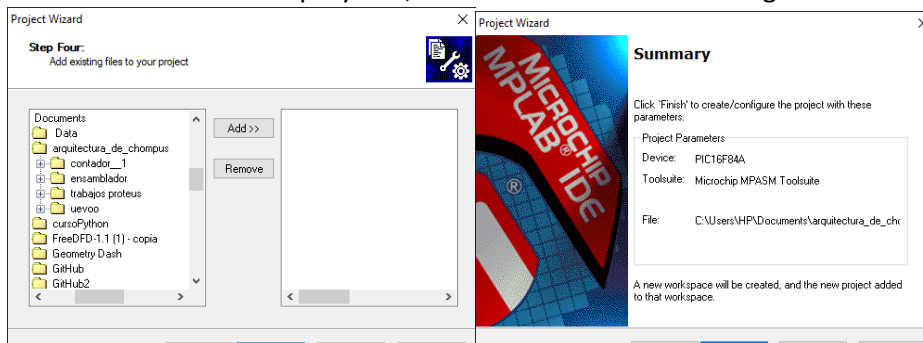 Project Wizard
Step Four:
Add existing files to your project
Documents
Data
arquitectura_de_chompus
contador__1
ensamblador
trabajos proteus
uevoo
cursoPython
FreeDFD-1.1 (1) - copia
Geometry Dash
GitHub
GitHub2
Add >>
Remove
Project Wizard
MICROCHIP
MPLAB® IDE
Summary
Click 'Finish' to create/configure the project with these
parameters.
Project Parameters
Device: PIC16F84A
Toolsuite: Microchip MPASM Toolsuite
File: C:\Users\HP\Documents\arquitectura_de_cho
A new workspace will be created, and the new project added
to that workspace.